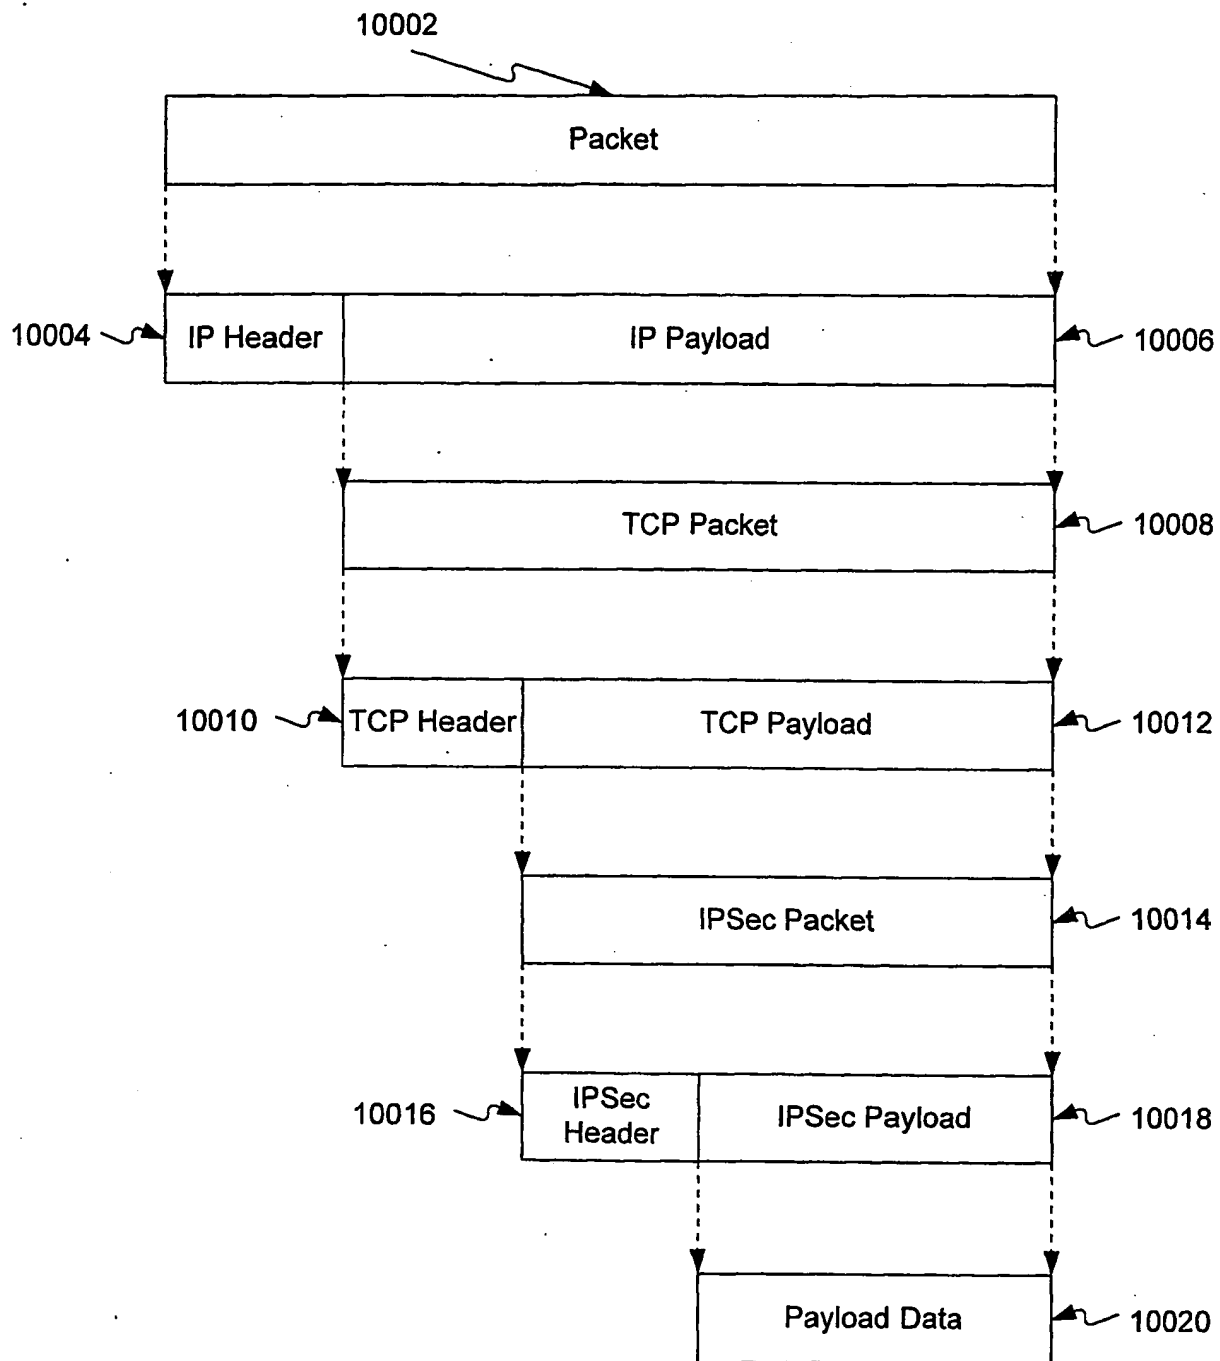 10002
Packet
10004
IP Header
IP Payload
10006
TCP Packet
10008
10010
TCP Header
TCP Payload
10012
IPSec Packet
10014
10016
IPSec
Header
IPSec Payload
10018
Payload Data
10020